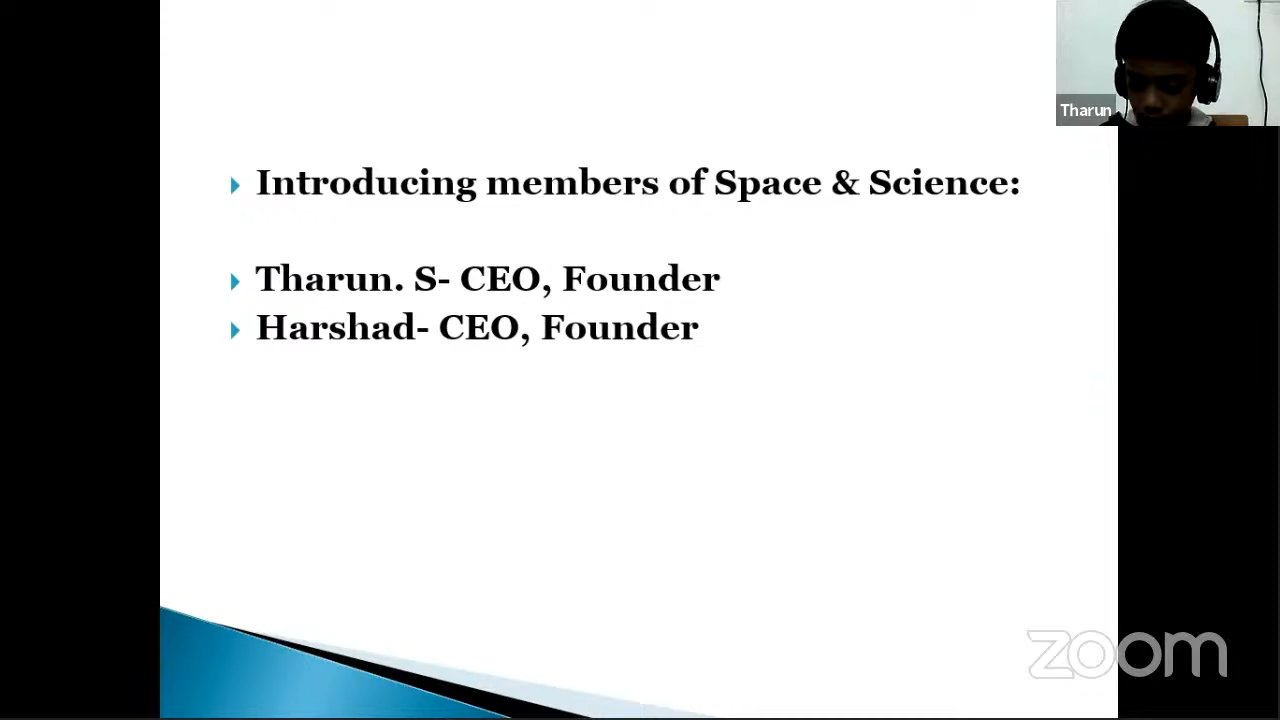 Tharun
Introducing members of Space & Science:
Tharun. S- CEO, Founder
Harshad- CEO, Founder
zoom